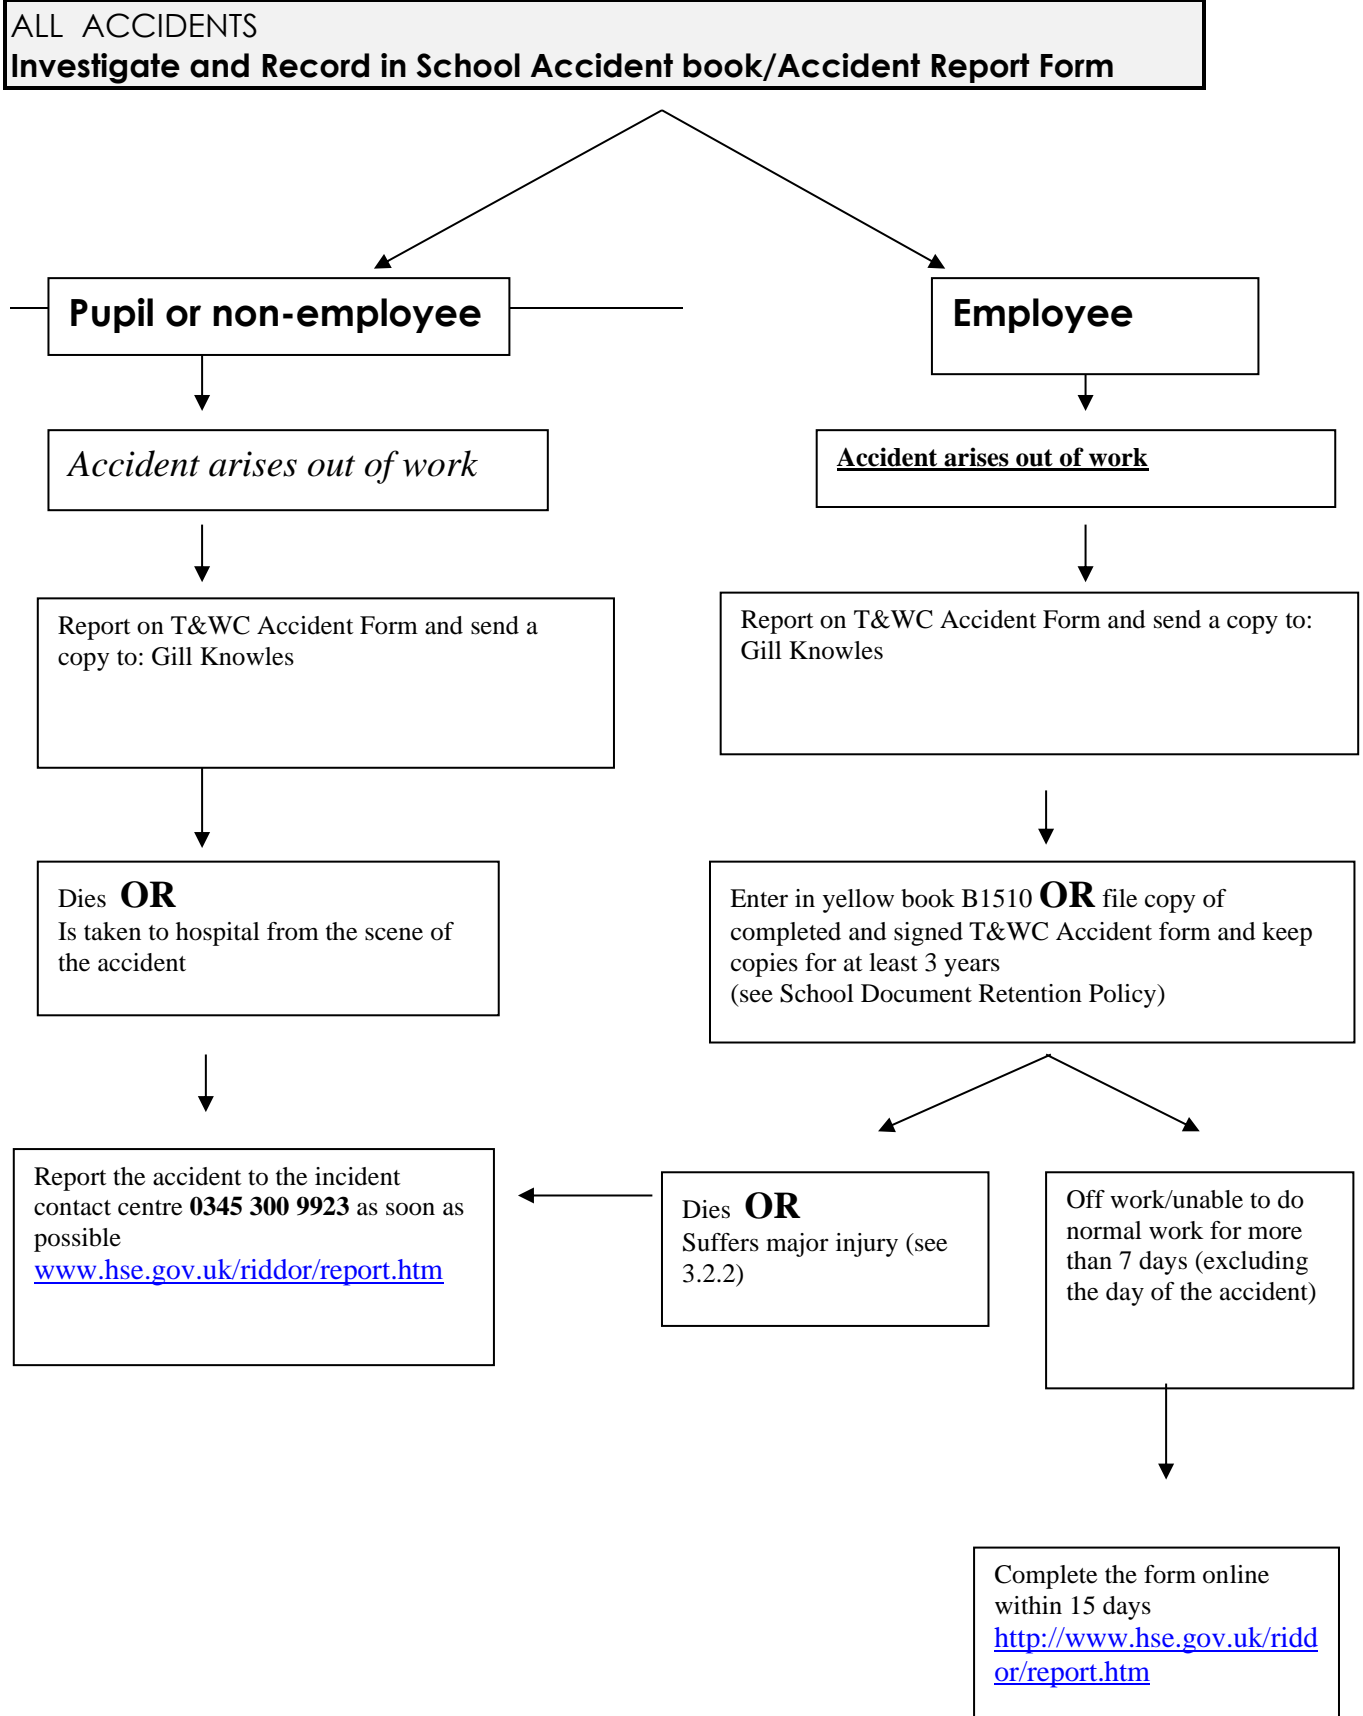 ALL ACCIDENTS
Investigate and Record in School Accident book/Accident Report Form
Pupil or non-employee
Employee
Accident arises out of work
Accident arises out of work
Report on T&WC Accident Form and send a
copy to: Gill Knowles
Report on T&WC Accident Form and send a copy to:
Gill Knowles
Dies OR
Is taken to hospital from the scene of
the accident
Enter in yellow book B1510 OR file copy of
completed and signed T&WC Accident form and keep
copies for at least 3 years
(see School Document Retention Policy)
Report the accident to the incident
contact centre 0345 300 9923 as soon as
possible
www.hse.gov.uk/riddor/report.htm
Dies OR
Suffers major injury (see
3.2.2)
Off work/unable to do
normal work for more
than 7 days (excluding
the day of the accident)
Complete the form online
within 15 days
http://www.hse.gov.uk/ridd
or/report.htm